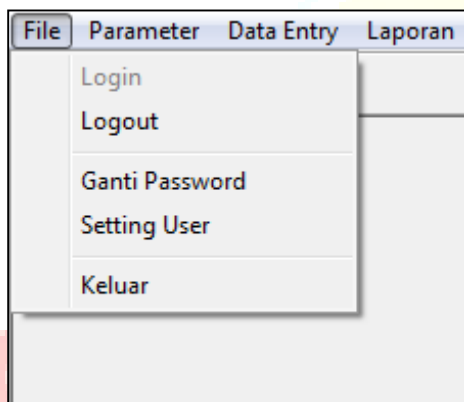 File Parameter Data Entry Laporan
Login
Logout
Ganti Password
Setting User
Keluar